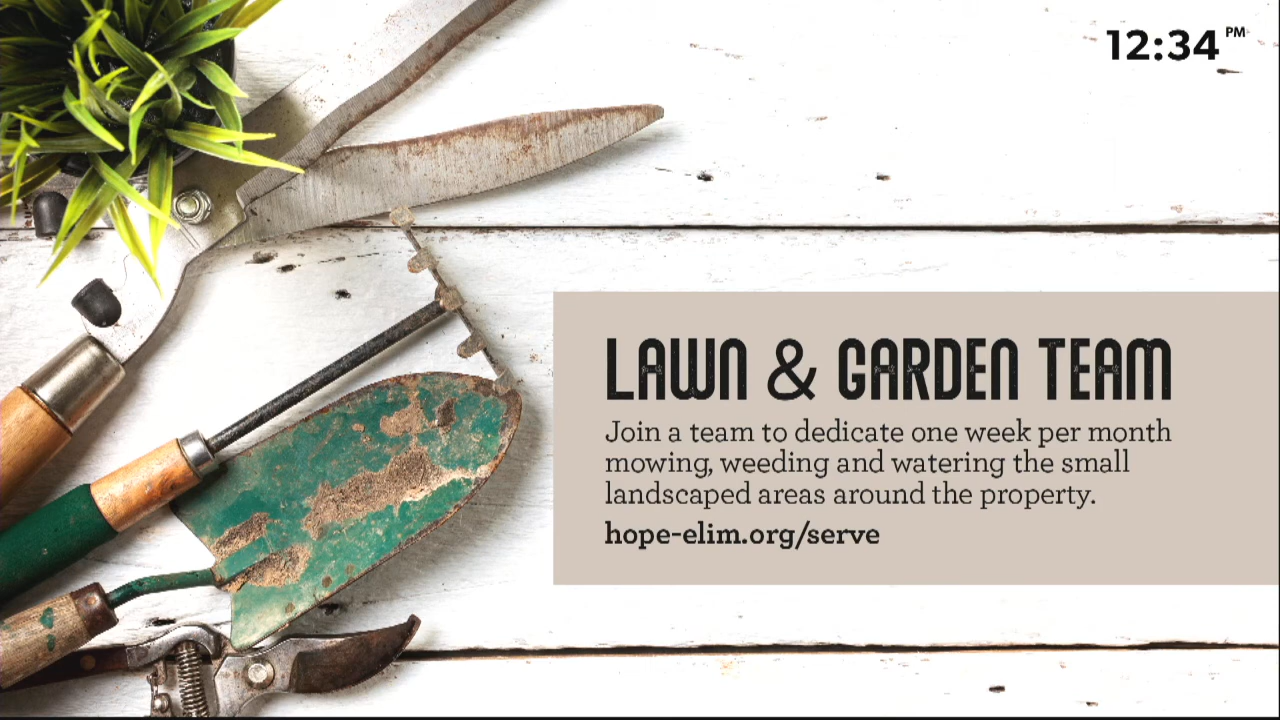 12:34 PM
LAWN & GARDEN TEAM
Join a team to dedicate one week per month
mowing, weeding and watering the small
landscaped areas around the property.
hope-elim.org/serve